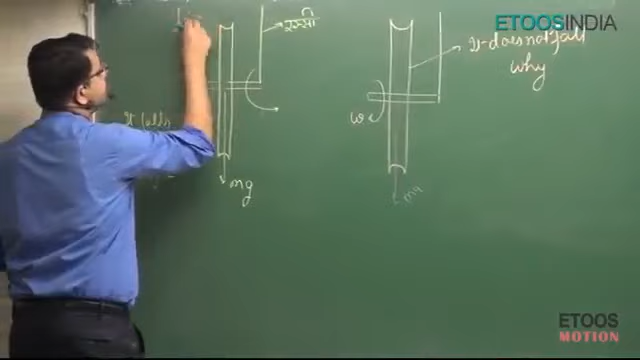 ETOOSINDIA
रस्सा
It falls
It does not fall
why
ω
mg
mg
ETOOS
MOTION